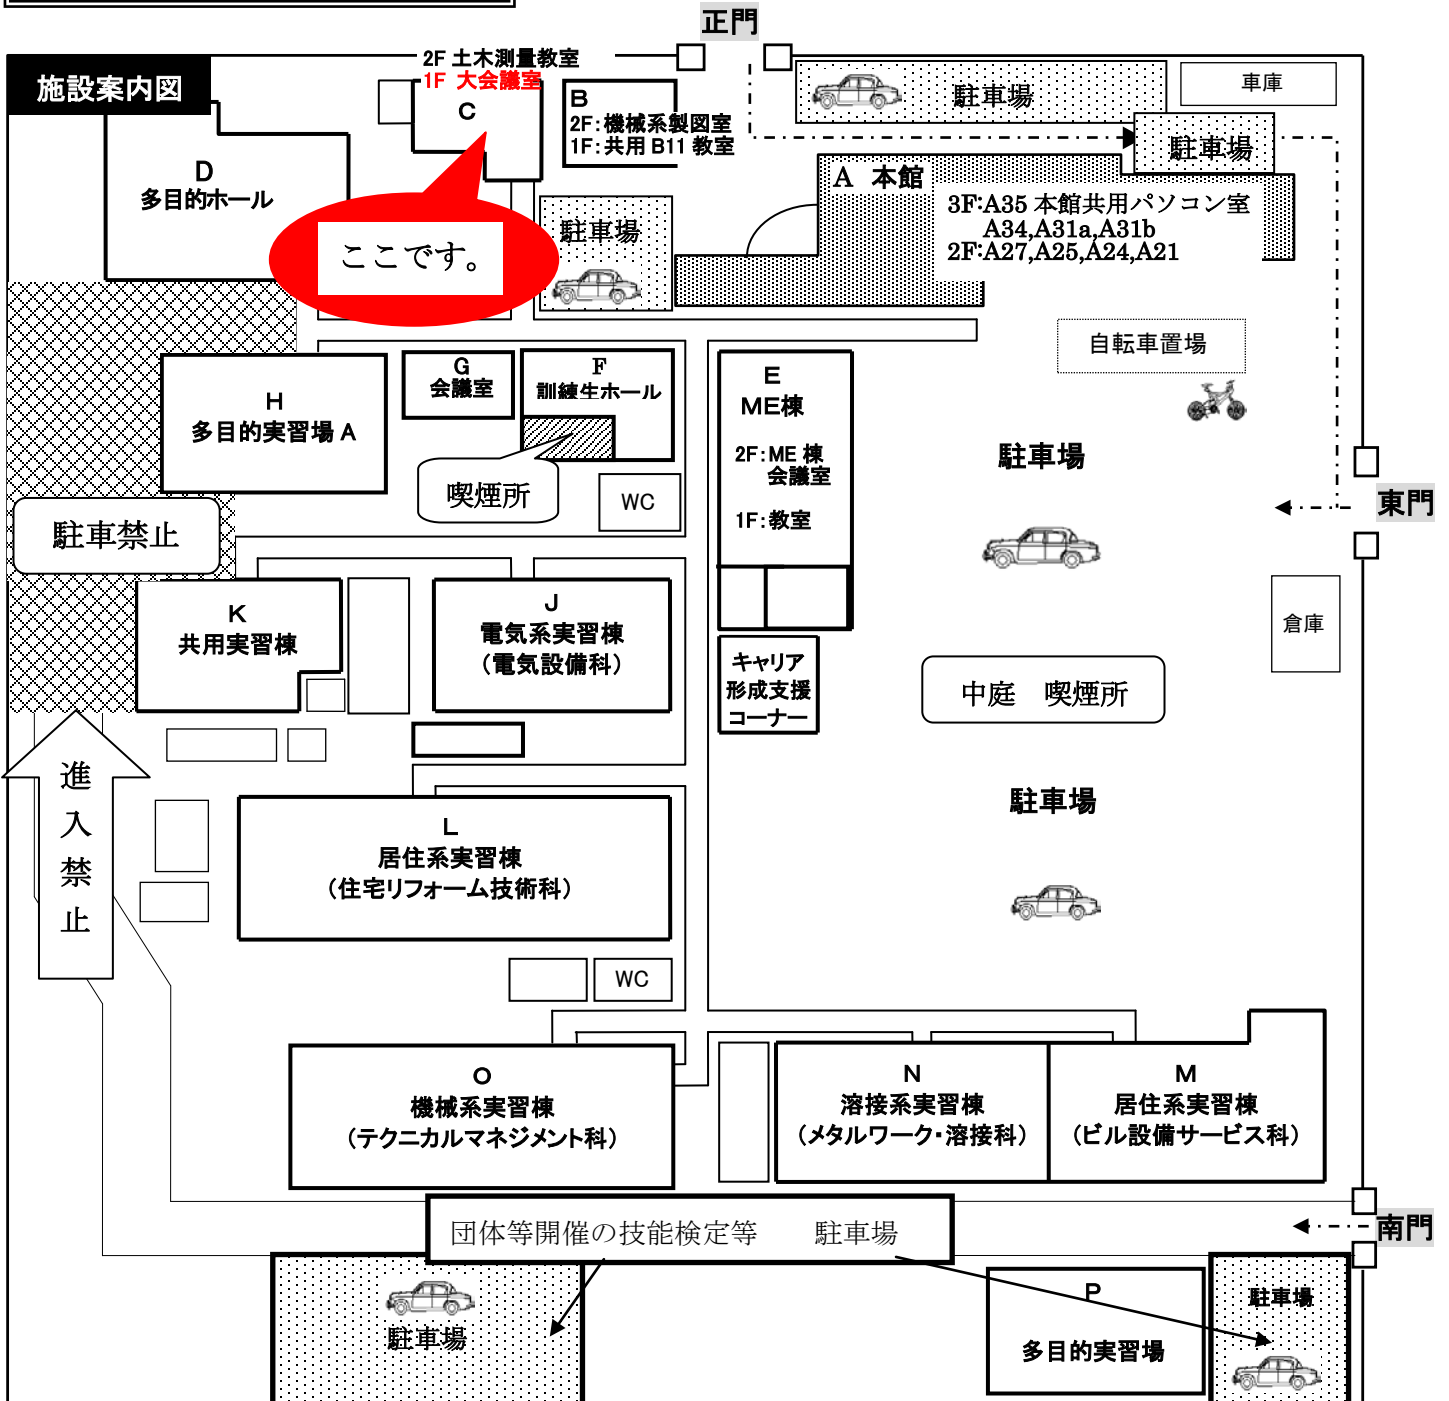 正門
施設案内図
2F 土木測量教室
1F 大会議室
C
B
2F:機械系製図室
1F:共用 B11 教室
駐車場
車庫
駐車場
D
多目的ホール
ここです。
駐車場
A 本館
3F:A35 本館共用パソコン室
A34,A31a,A31b
2F:A27,A25,A24,A21
自転車置場
H
多目的実習場 A
G
会議室
F
訓練生ホール
喫煙所
WC
E
ME棟
2F:ME 棟
会議室
1F:教室
駐車場
東門
駐車禁止
K
共用実習棟
J
電気系実習棟
(電気設備科)
キャリア
形成支援
コーナー
倉庫
中庭 喫煙所
進
入
禁
止
駐車場
L
居住系実習棟
(住宅リフォーム技術科)
WC
O
機械系実習棟
(テクニカルマネジメント科)
N
溶接系実習棟
(メタルワーク・溶接科)
M
居住系実習棟
(ビル設備サービス科)
団体等開催の技能検定等 駐車場
南門
駐車場
P
多目的実習場
駐車場